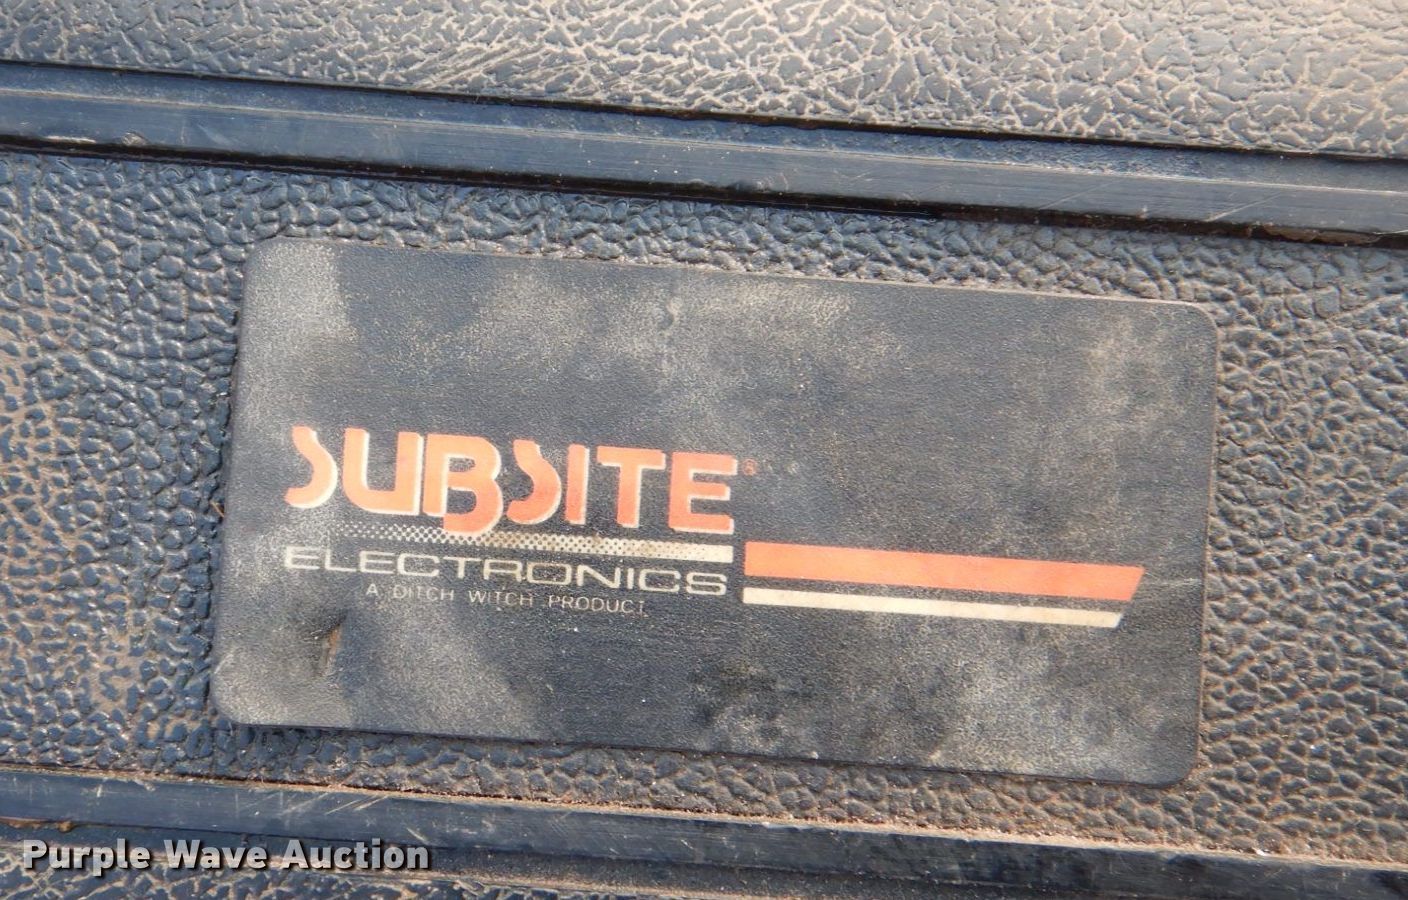 SUBSITE®
ELECTRONICS
A DITCH WITCH PRODUCT
Purple Wave Auction